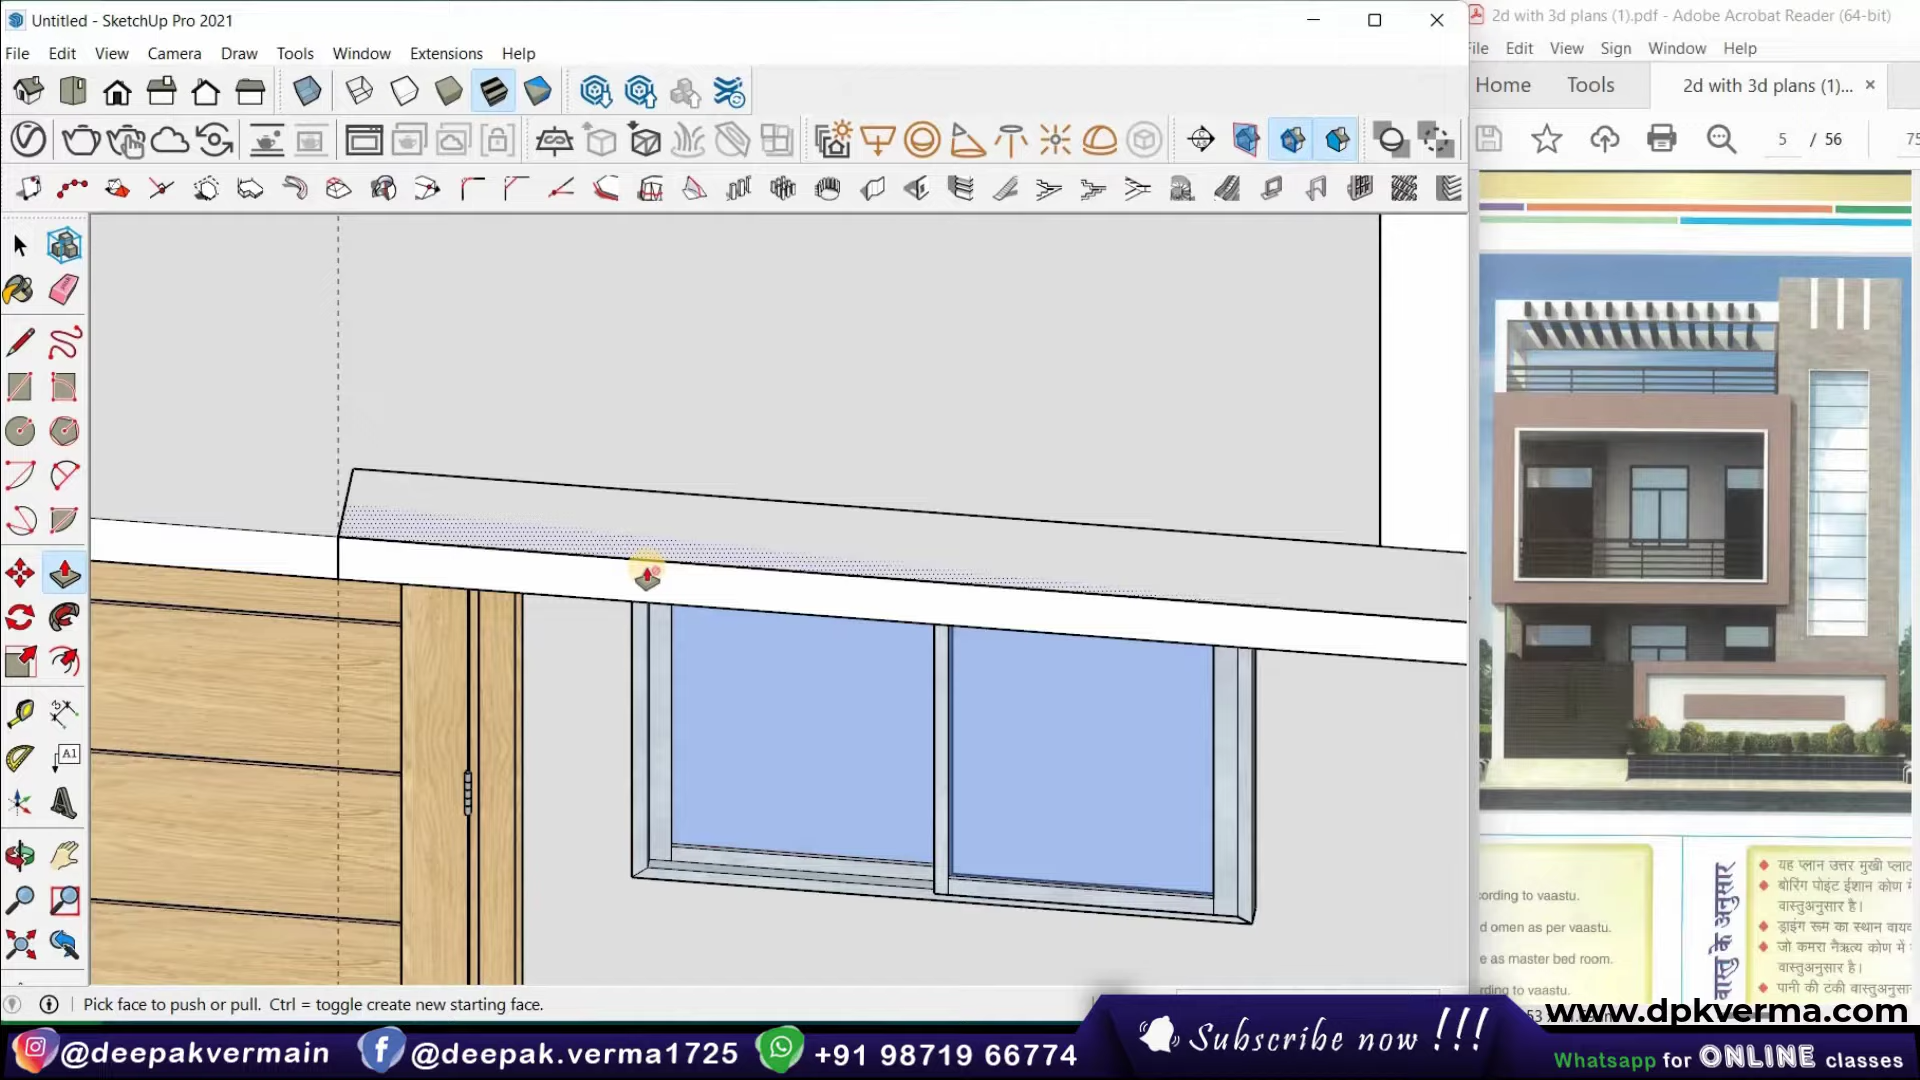 Untitled - SketchUp Pro 2021
File Edit View Camera Draw Tools Window Extensions Help
A1
Pick face to push or pull. Ctrl = toggle create new starting face.
2d with 3d plans (1).pdf - Adobe Acrobat Reader (64-bit)
ile Edit View Sign Window Help
Home Tools 2d with 3d plans (1)... ×
5 / 56 75
cording to vaastu.
d omen as per vaastu.
e as master bed room.
rding to vaastu.
वास्तु के अनुसार
यह प्लान उत्तर मुखी प्लाट
बोरिंग पोइंट ईशान कोण में
वास्तुअनुसार है।
ड्राइंग रूम का स्थान वायव
जो कमरा नैऋत्य कोण में
वास्तुअनुसार है।
पानी की टंकी वास्तुअनुसार
www.dpkverma.com
@deepakvermain
@deepak.verma1725
+91 98719 66774
Subscribe now !!!
Whatsapp for ONLINE classes